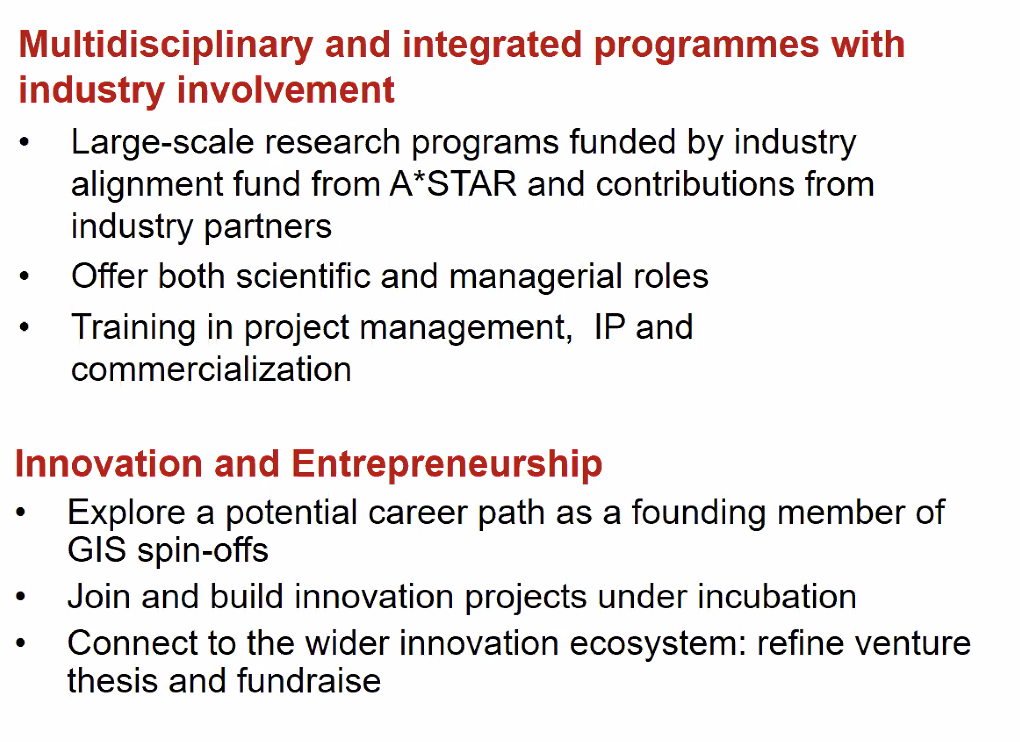 Multidisciplinary and integrated programmes with
industry involvement
• Large-scale research programs funded by industry
alignment fund from A*STAR and contributions from
industry partners
• Offer both scientific and managerial roles
• Training in project management,  IP and
commercialization
Innovation and Entrepreneurship
• Explore a potential career path as a founding member of
GIS spin-offs
• Join and build innovation projects under incubation
• Connect to the wider innovation ecosystem: refine venture
thesis and fundraise